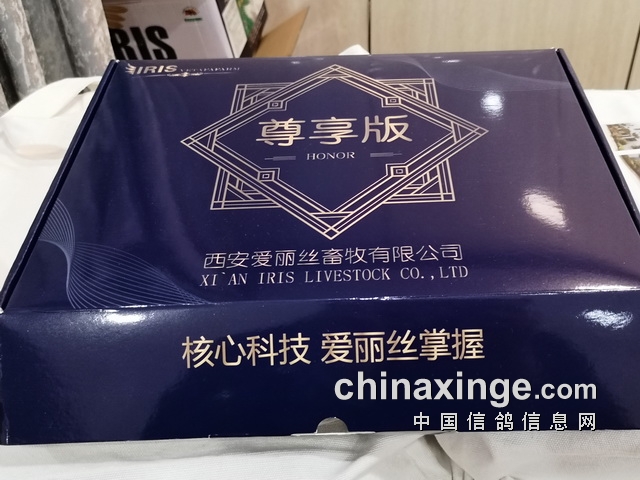 IRIS
IRIS
尊享版
HONOR
西安爱丽丝畜牧有限公司
XI'AN IRIS LIVESTOCK CO.,LTD
核心科技 爱丽丝掌握
chinaxinge.com
中国信鸽信息网